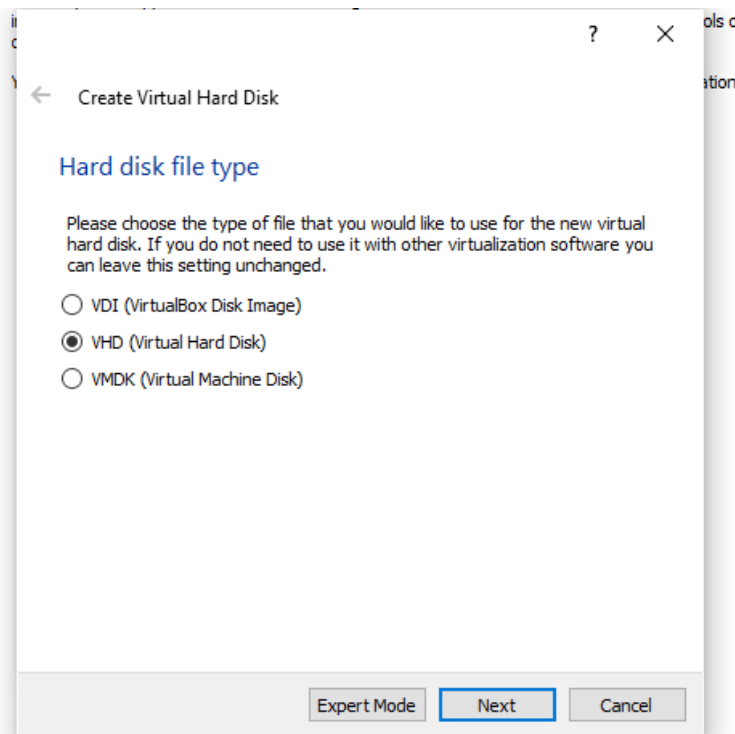 ols
?
ation
Create Virtual Hard Disk
Hard disk file type
Please choose the type of file that you would like to use for the new virtual
hard disk. If you do not need to use it with other virtualization software you
can leave this setting unchanged.
VDI (VirtualBox Disk Image)
VHD (Virtual Hard Disk)
VMDK (Virtual Machine Disk)
Expert Mode Next Cancel